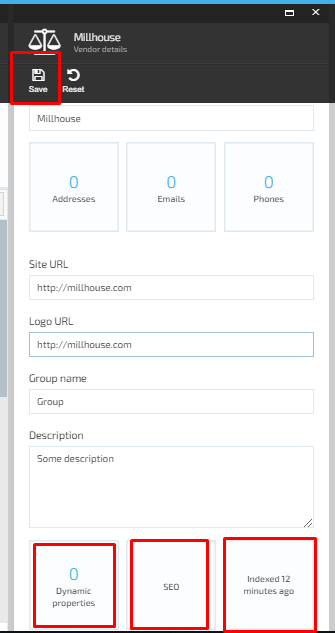 Millhouse
Vendor details
Save Reset
Millhouse
0 0 0
Addresses Emails Phones
Site URL
http://millhouse.com
Logo URL
http://millhouse.com
Group name
Group
Description
Some description
0
Dynamic
properties
SEO
Indexed 12
minutes ago